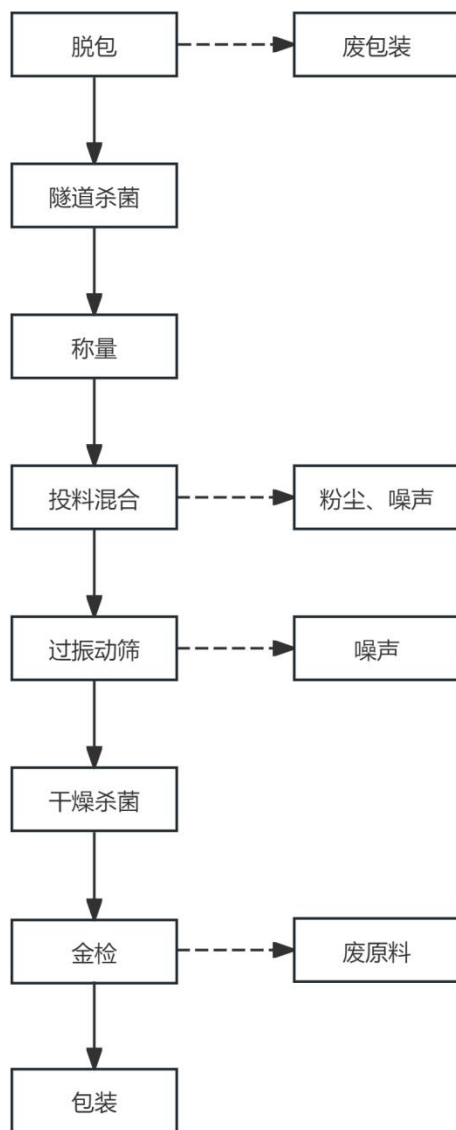 脱包
废包装
隧道杀菌
称量
投料混合
粉尘、噪声
过振动筛
噪声
干燥杀菌
金检
废原料
包装